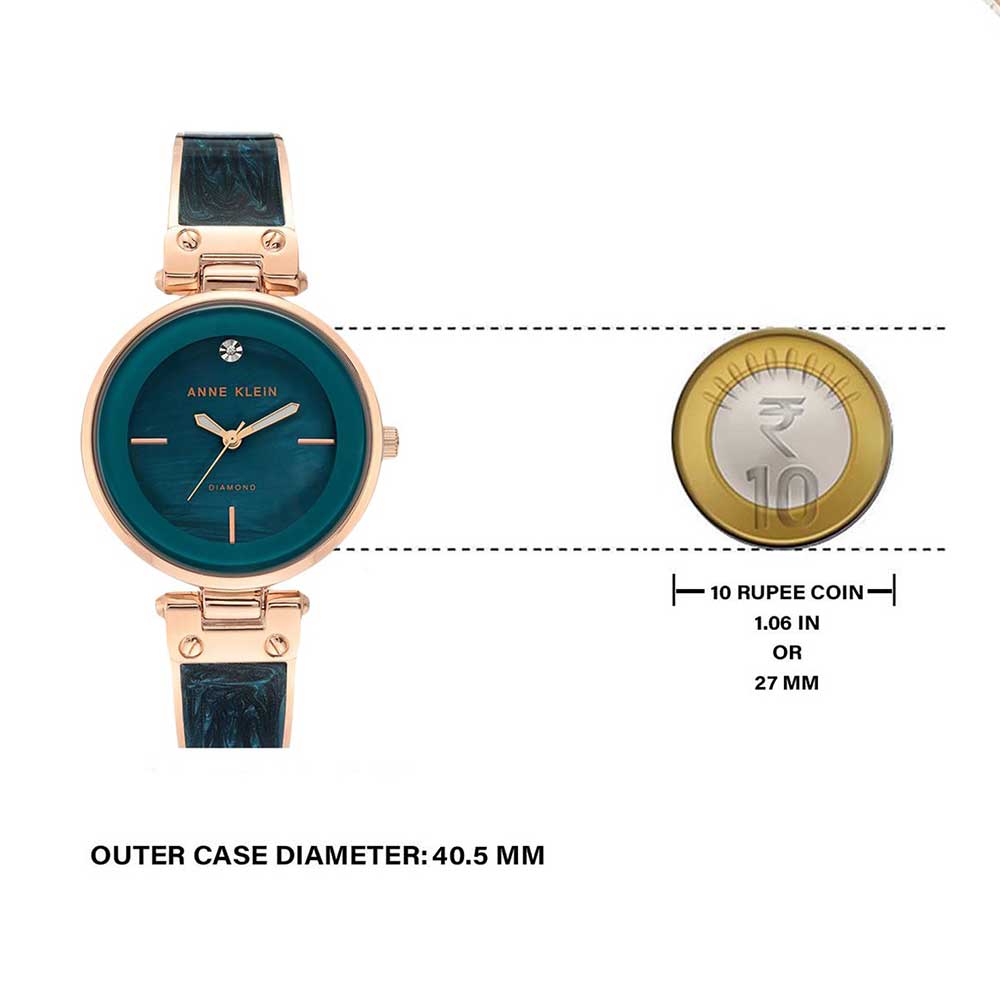 ANNE KLEIN
DIAMOND
₹
10
10 RUPEE COIN
1.06 IN
OR
27 MM
OUTER CASE DIAMETER: 40.5 MM